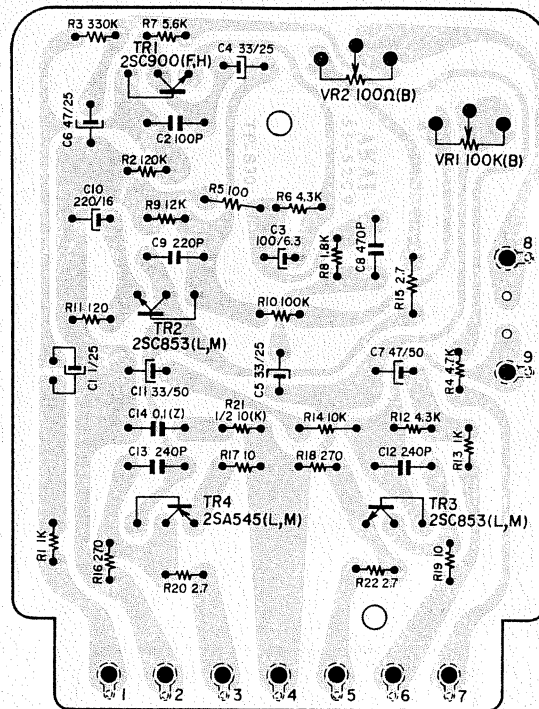 R3 330K
R7 5.6K
TR1
2SC900(F,H)
C4 33/25
VR2 100Ω(B)
C6 47/25
C2 100P
VR1 100K(B)
R2 120K
C10
220/16
R9 12K
R5 100
R6 4.3K
C9 220P
C3
100/6.3
R8 1.8K
C8 470P
R15 2.7
8
R11 120
TR2
2SC853(L,M)
R10 100K
C1 1/25
C11 33/50
C5 33/25
C7 47/50
R4 4.7K
9
C14 0.1(Z)
R21
1/2 10(K)
R14 10K
R12 4.3K
R13 1K
C13 240P
R17 10
R18 270
C12 240P
TR4
2SA545(L,M)
TR3
2SC853(L,M)
R1 1K
R16 270
R20 2.7
R22 2.7
R19 10
1
2
3
4
5
6
7